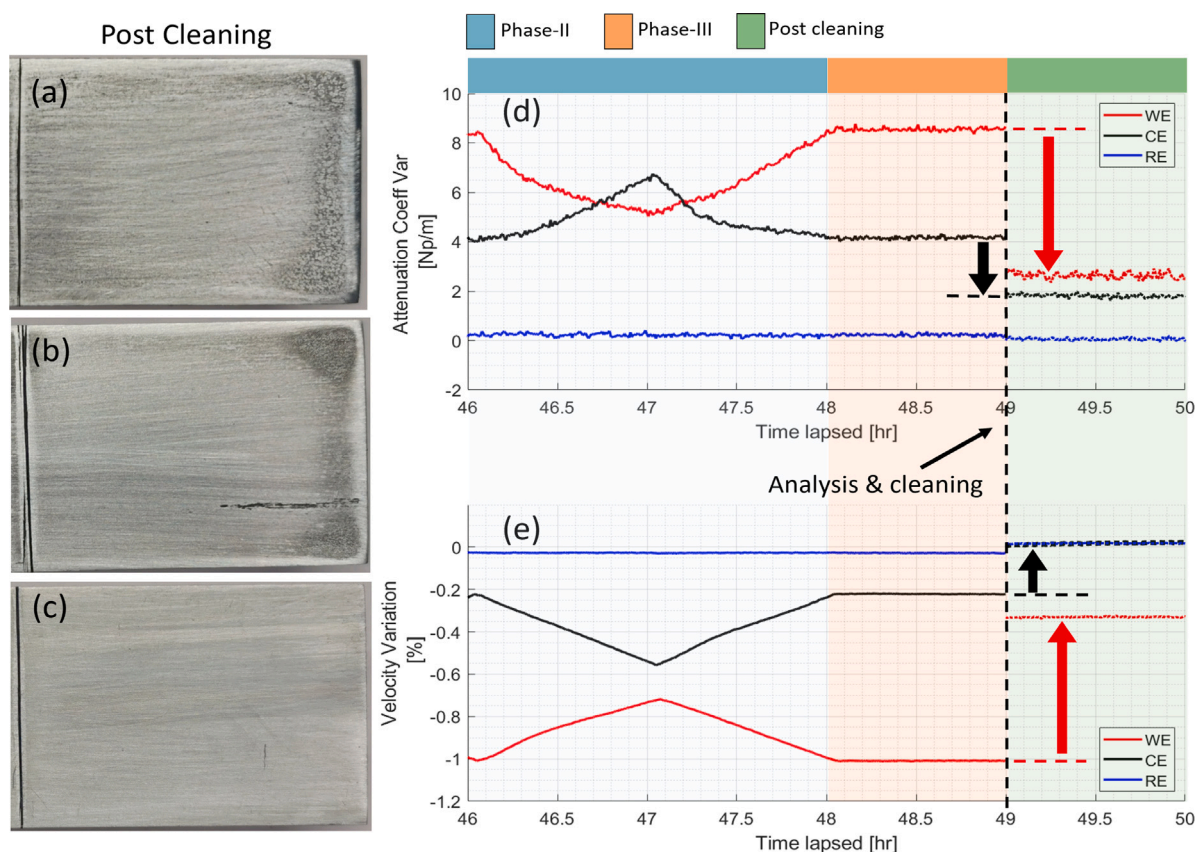 Post Cleaning
(a)
(b)
(c)
Phase-II
Phase-III
Post cleaning
(d)
WE
CE
RE
Attenuation Coeff Var
[Np/m]
10
8
6
4
2
0
-2
46
46.5
47
47.5
48
48.5
49
49.5
50
Time lapsed [hr]
Analysis & cleaning
(e)
Velocity Variation
[%]
0
-0.2
-0.4
-0.6
-0.8
-1
-1.2
WE
CE
RE
46
46.5
47
47.5
48
48.5
49
49.5
50
Time lapsed [hr]